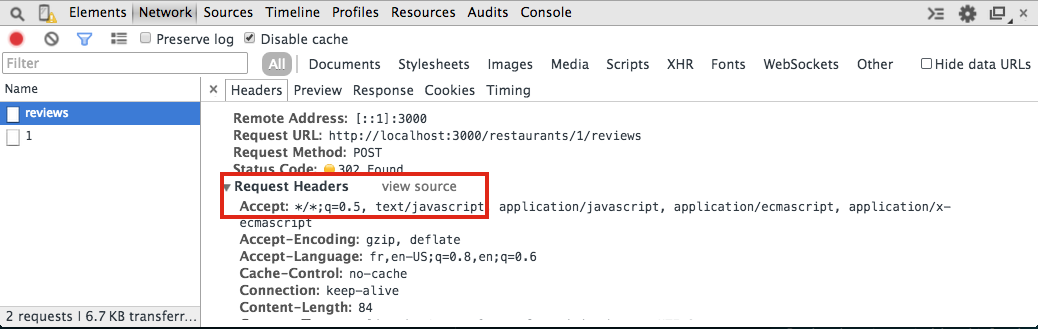 Elements Network Sources Timeline Profiles Resources Audits Console
Preserve log Disable cache
Filter All Documents Stylesheets Images Media Scripts XHR Fonts WebSockets Other Hide data URLs
Name
× Headers Preview Response Cookies Timing
reviews
1
Remote Address: [::1]:3000
Request URL: http://localhost:3000/restaurants/1/reviews
Request Method: POST
Status Code: 302 Found
Request Headers view source
Accept: */*;q=0.5, text/javascript, application/javascript, application/ecmascript, application/x-
ecmascript
Accept-Encoding: gzip, deflate
Accept-Language: fr,en-US;q=0.8,en;q=0.6
Cache-Control: no-cache
Connection: keep-alive
Content-Length: 84
2 requests | 6.7 KB transferr...